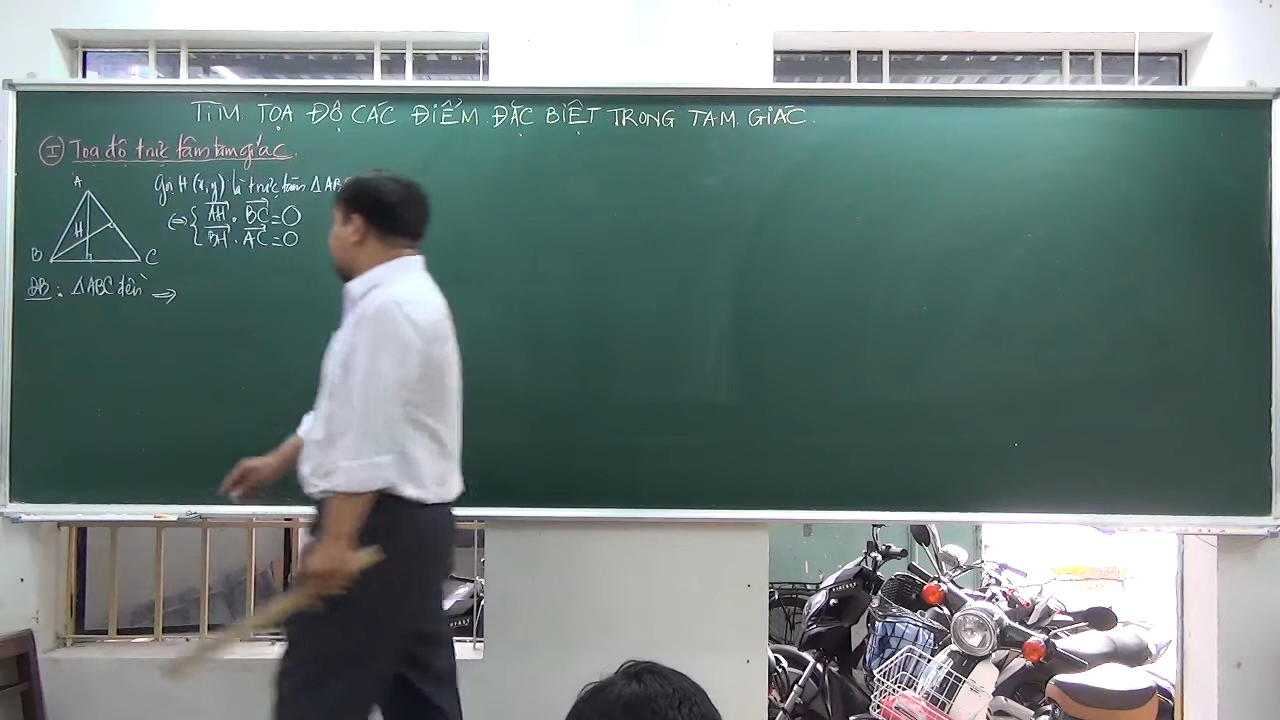 TÌM TỌA ĐỘ CÁC ĐIỂM ĐẶC BIỆT TRONG TAM GIÁC.
I Tọa độ trực tâm tam giác.
A
Gọi H (x,y) là trực tâm Δ ABC
⇔ { AH . BC = 0
H
BH . AC = 0
B C
ĐB : Δ ABC đều ⇒